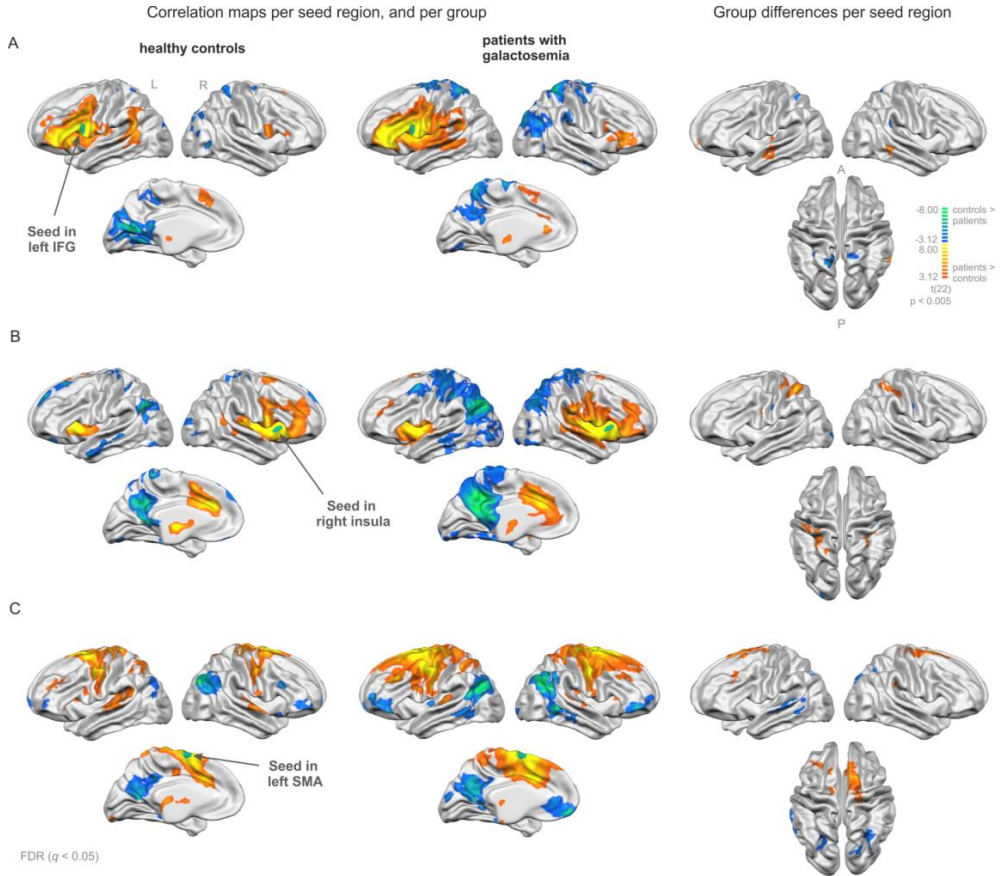 Correlation maps per seed region, and per group
Group differences per seed region
A
healthy controls
patients with
galactosemia
L
R
Seed in
left IFG
A
-8.00
controls >
patients
-3.12
8.00
patients >
controls
3.12
t(22)
p < 0.005
P
B
Seed in
right insula
C
Seed in
left SMA
FDR (q < 0.05)